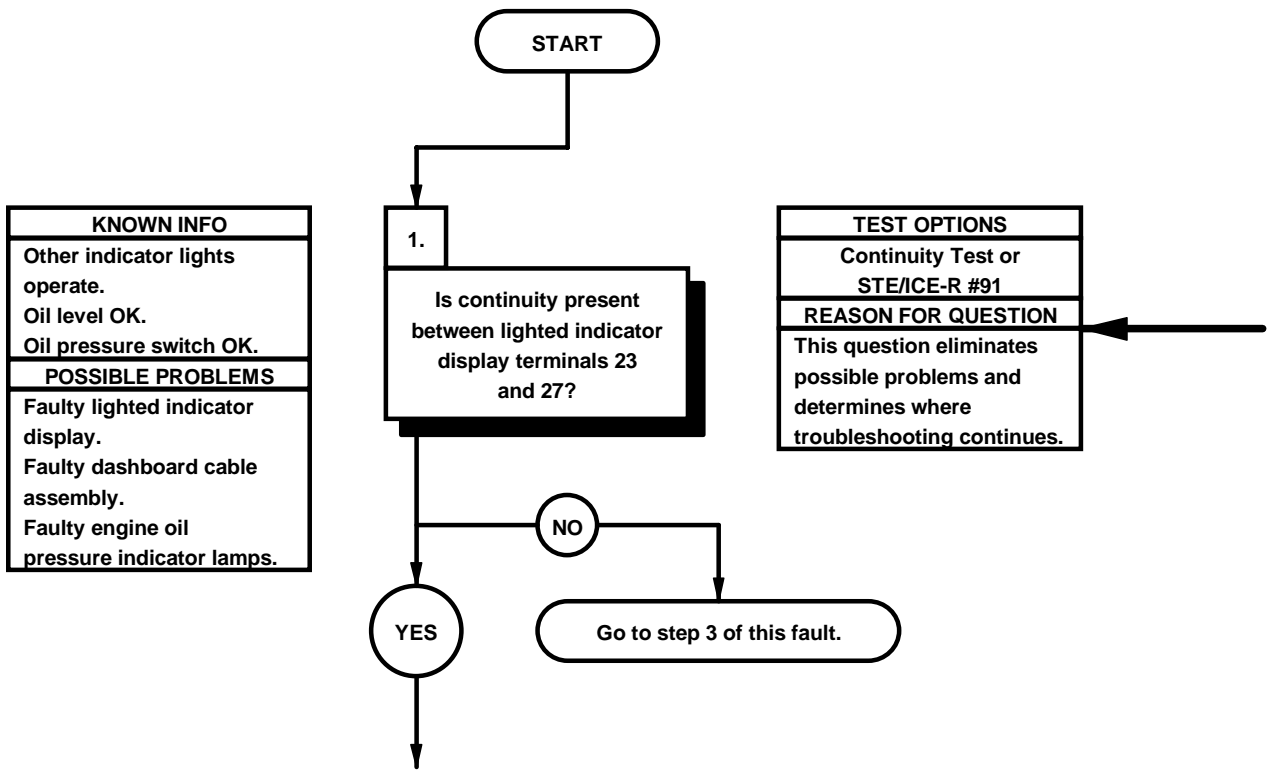 START
KNOWN INFO
Other indicator lights
operate.
Oil level OK.
Oil pressure switch OK.
POSSIBLE PROBLEMS
Faulty lighted indicator
display.
Faulty dashboard cable
assembly.
Faulty engine oil
pressure indicator lamps.
1.
Is continuity present
between lighted indicator
display terminals 23
and 27?
TEST OPTIONS
Continuity Test or
STE/ICE-R #91
REASON FOR QUESTION
This question eliminates
possible problems and
determines where
troubleshooting continues.
NO
YES
Go to step 3 of this fault.